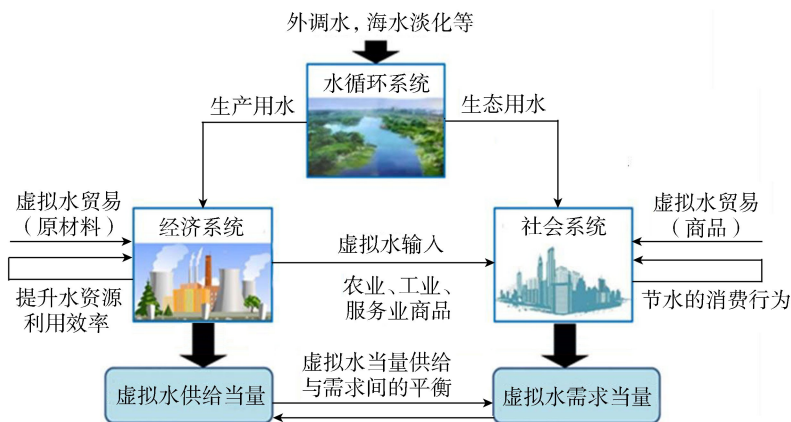 外调水，海水淡化等
水循环系统
生产用水
生态用水
虚拟水贸易
（原材料）
经济系统
虚拟水输入
社会系统
虚拟水贸易
（商品）
提升水资源
利用效率
农业、工业、
服务业商品
节水的消费行为
虚拟水当量供给
与需求间的平衡
虚拟水供给当量
虚拟水需求当量